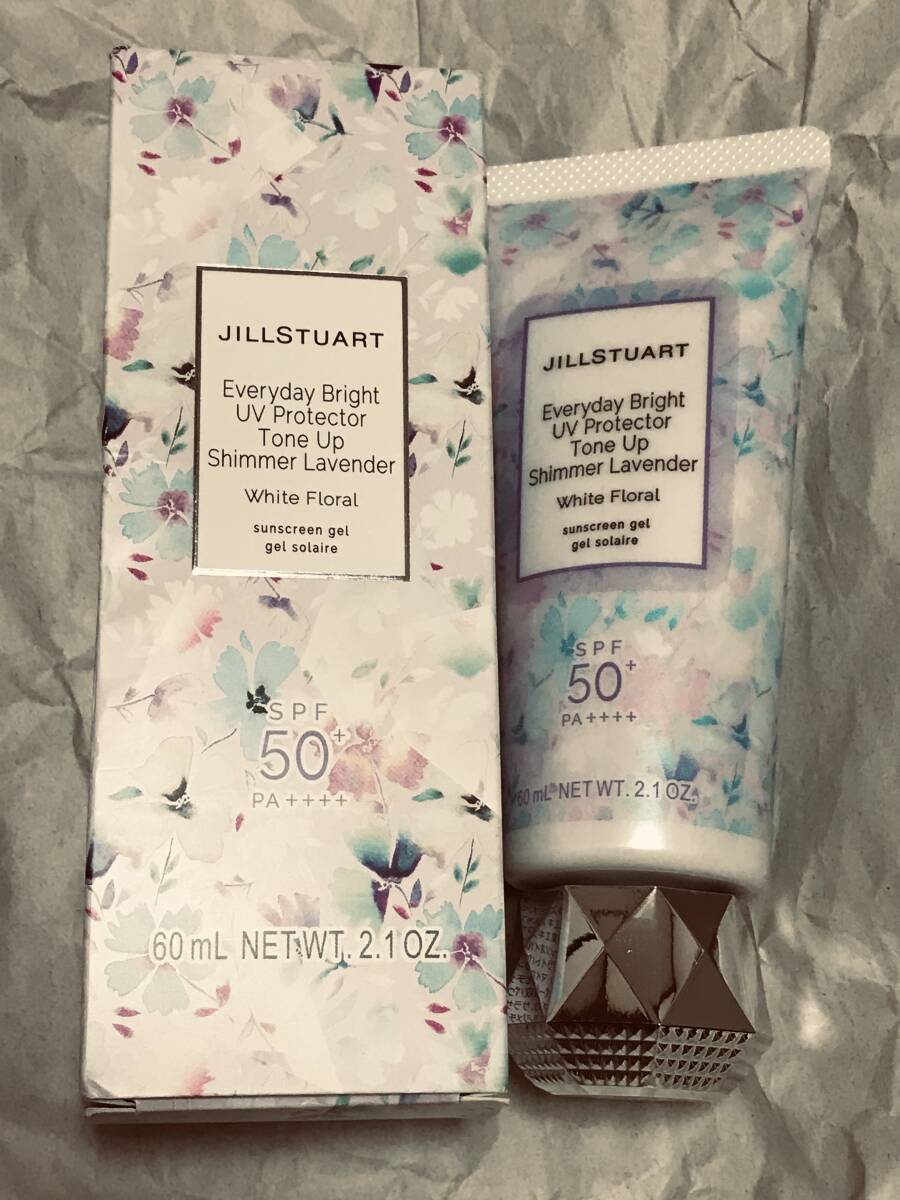 JILLSTUART
Everyday Bright
UV Protector
Tone Up
Shimmer Lavender
White Floral
sunscreen gel
gel solaire
SPF
50+
PA++++
60 mL NET WT. 2.1 OZ.
JILLSTUART
Everyday Bright
UV Protector
Tone Up
Shimmer Lavender
White Floral
sunscreen gel
gel solaire
SPF
50+
PA++++
60 mL NET WT. 2.1 OZ.